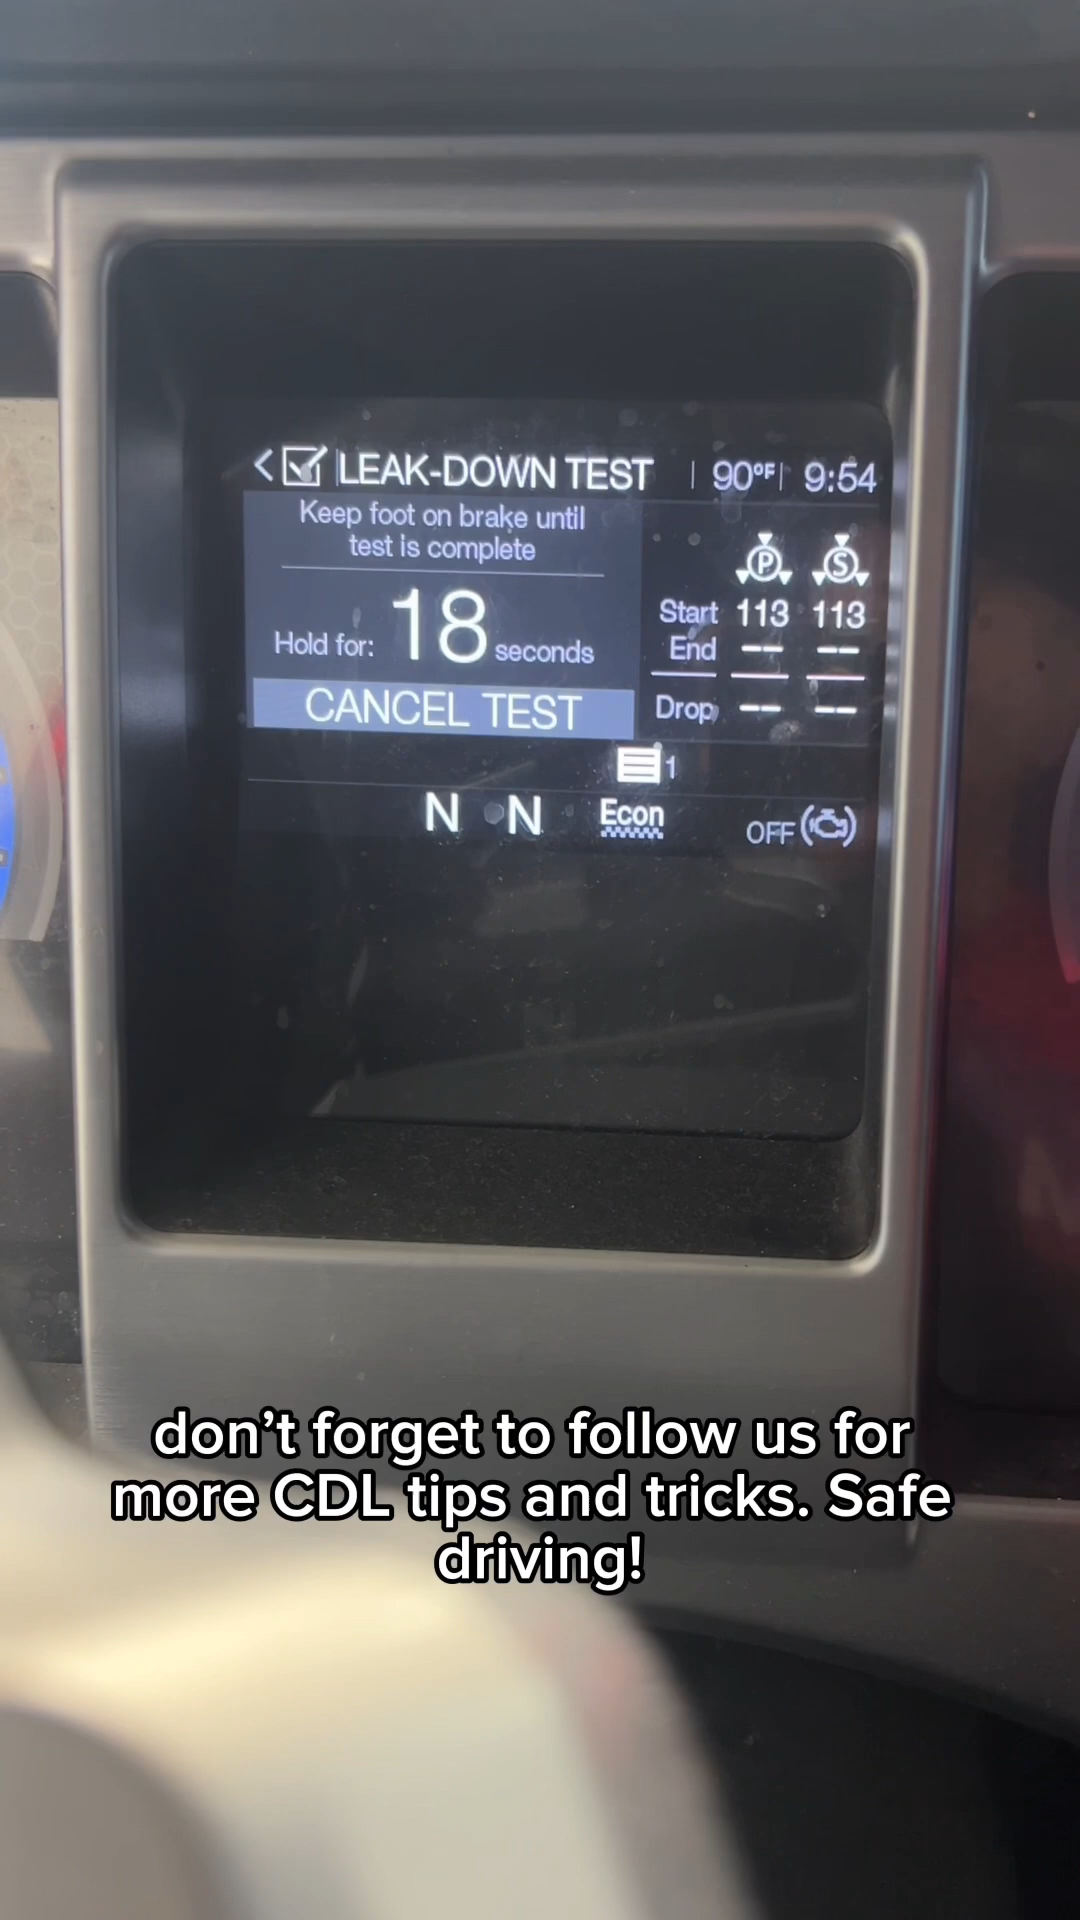 < LEAK-DOWN TEST | 90°F | 9:54
Keep foot on brake until
test is complete
Hold for: 18 seconds
CANCEL TEST
P S
Start 113 113
End -- --
Drop -- --
1
N N Econ OFF
don't forget to follow us for
more CDL tips and tricks. Safe
driving!